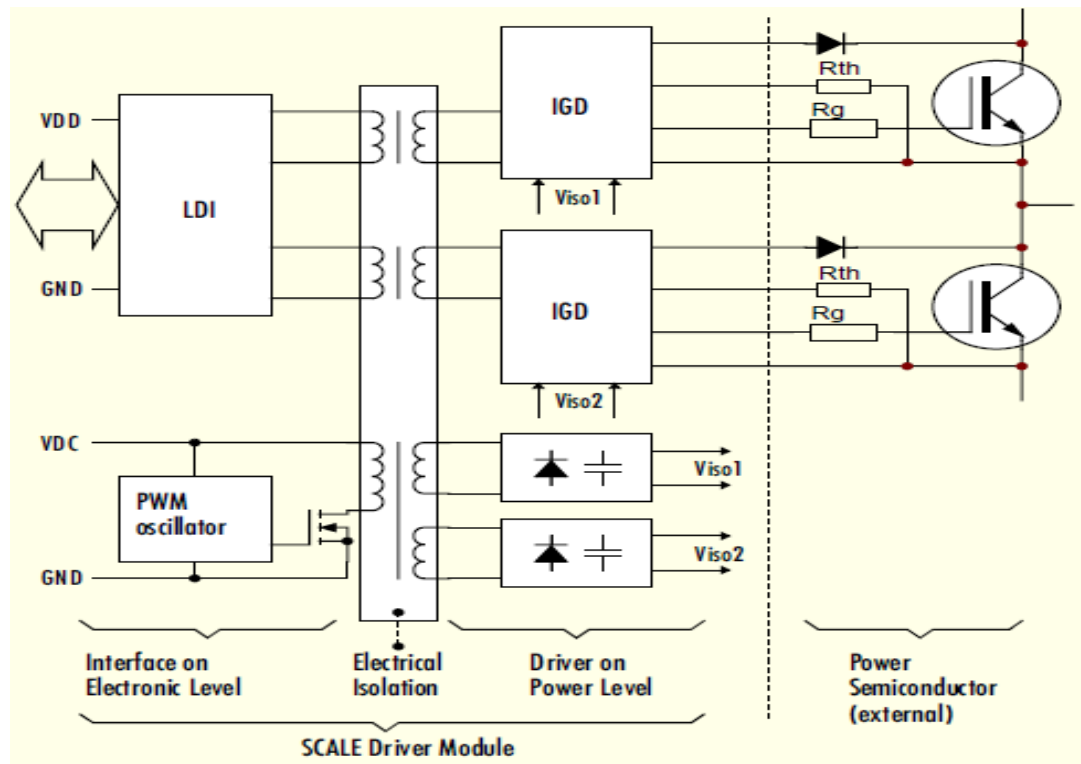 VDD
LDI
GND
IGD
Viso1
Rth
Rg
IGD
Viso2
Rth
Rg
VDC
PWM
oscillator
GND
Viso1
Viso2
Interface on
Electronic Level
Electrical
Isolation
Driver on
Power Level
Power
Semiconductor
(external)
SCALE Driver Module